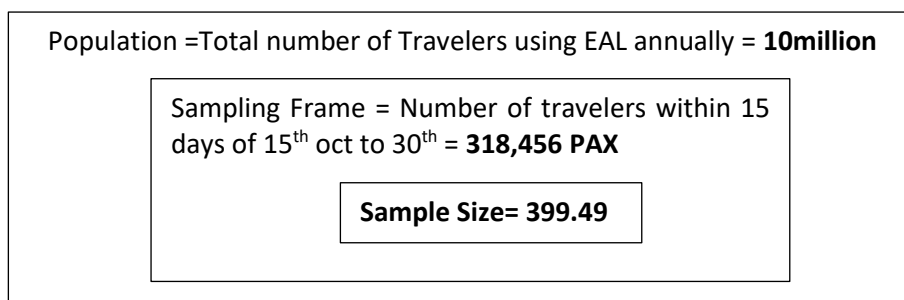 Population =Total number of Travelers using EAL annually = 10million
Sampling Frame = Number of travelers within 15
days of 15th oct to 30th = 318,456 PAX
Sample Size= 399.49